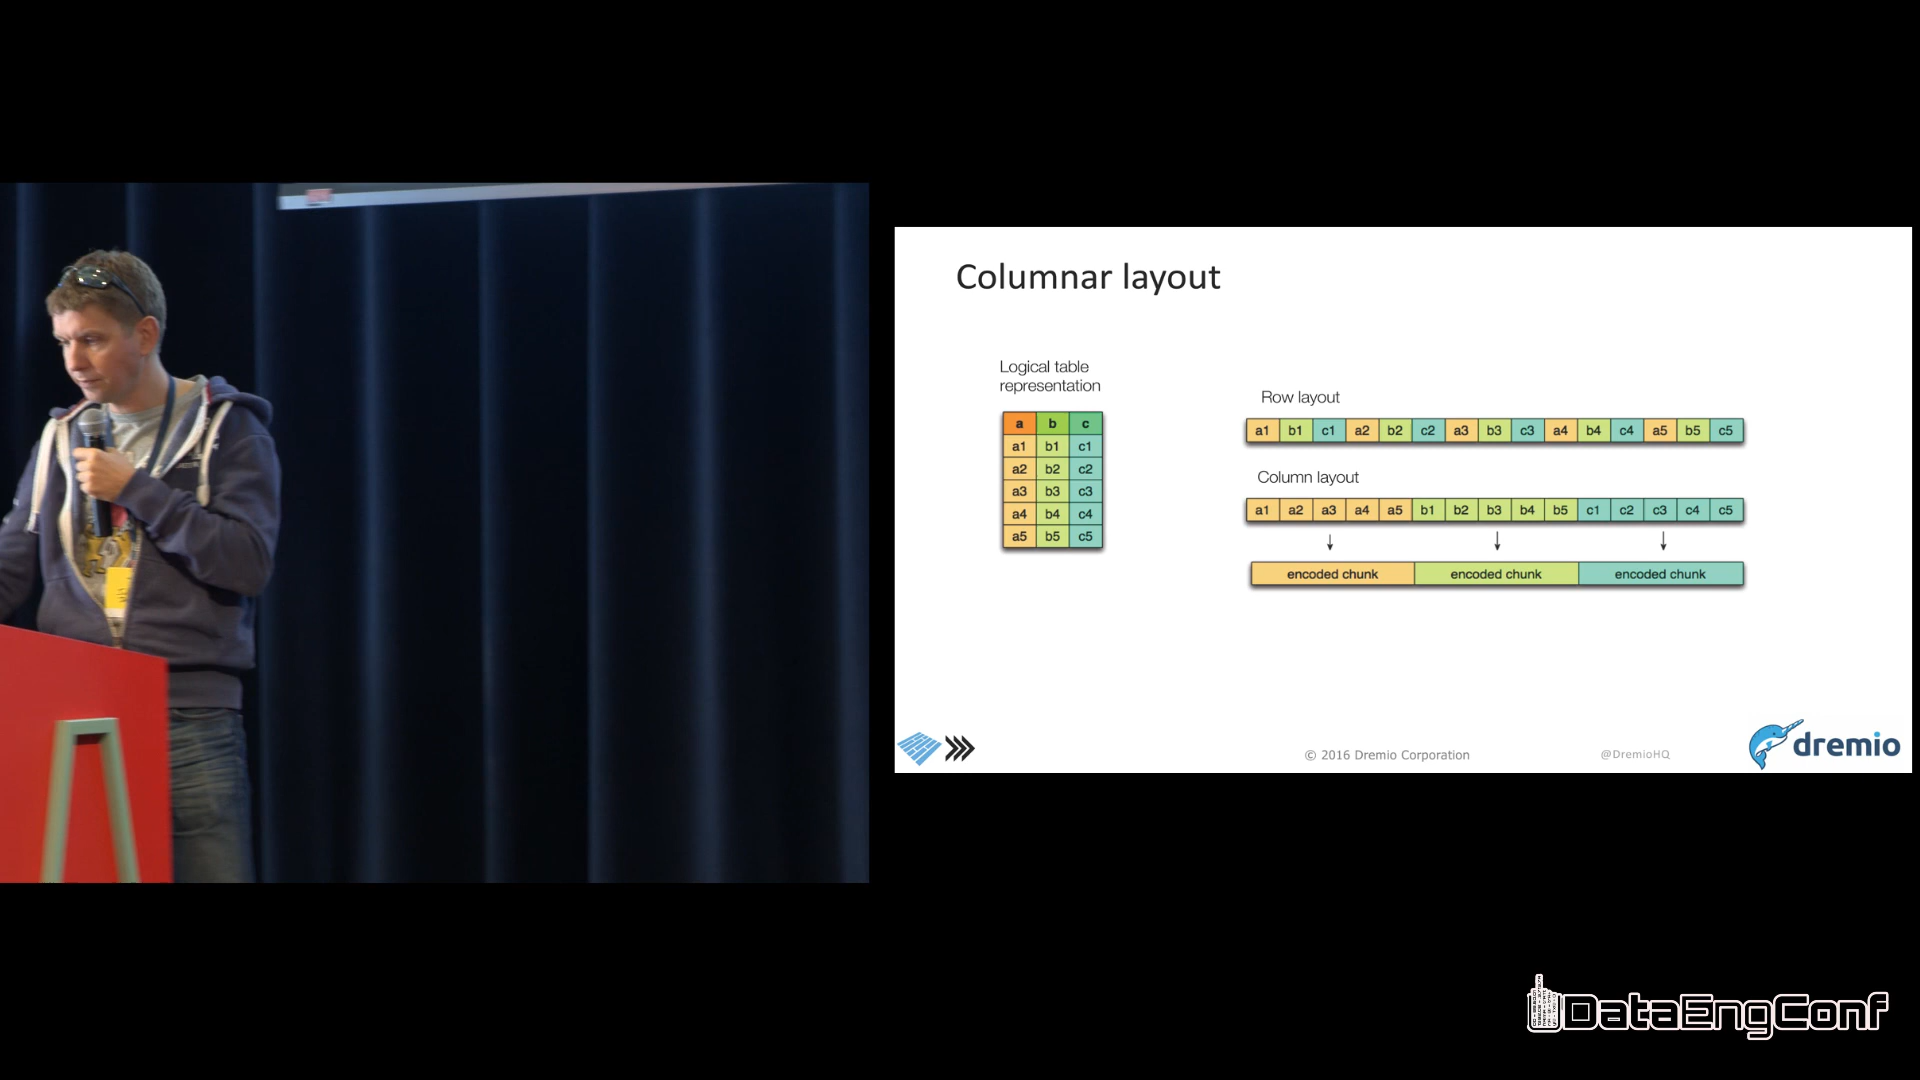 Columnar layout
Logical table
representation
a b c
a1 b1 c1
a2 b2 c2
a3 b3 c3
a4 b4 c4
a5 b5 c5
Row layout
a1 b1 c1 a2 b2 c2 a3 b3 c3 a4 b4 c4 a5 b5 c5
Column layout
a1 a2 a3 a4 a5 b1 b2 b3 b4 b5 c1 c2 c3 c4 c5
encoded chunk encoded chunk encoded chunk
© 2016 Dremio Corporation
@DremioHQ
dremio
DataEngConf